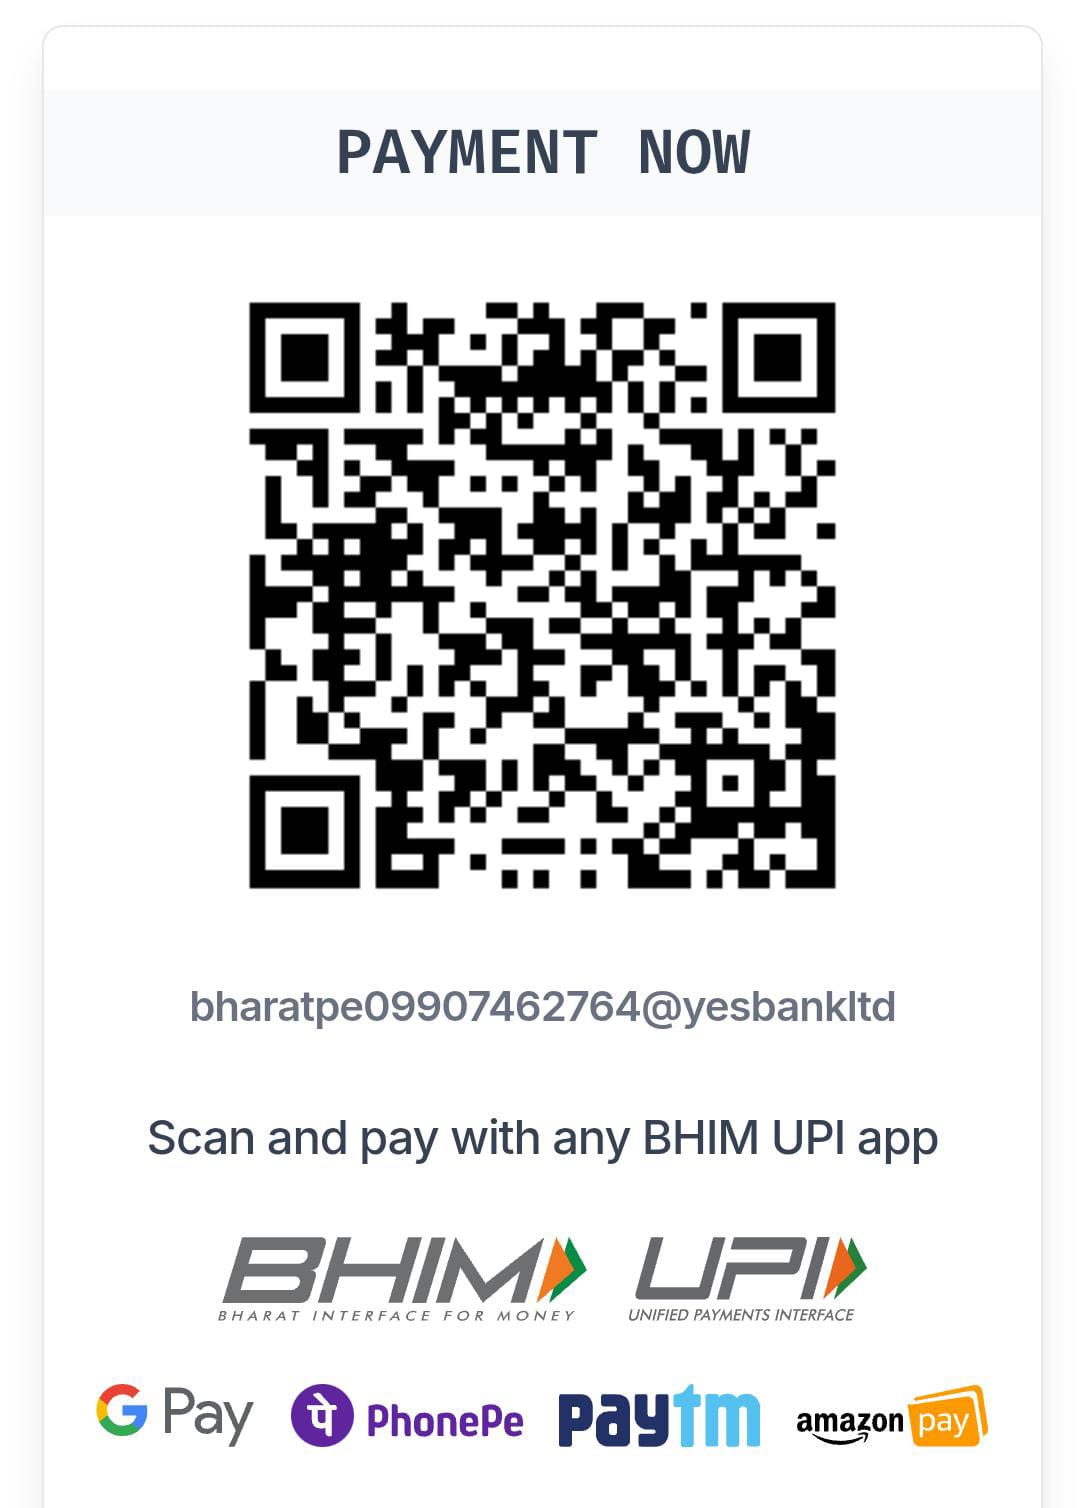 PAYMENT NOW
bharatpe09907462764@yesbankltd
Scan and pay with any BHIM UPI app
BHIM UPI
BHARAT INTERFACE FOR MONEY UNIFIED PAYMENTS INTERFACE
G Pay पे PhonePe paytm amazon pay